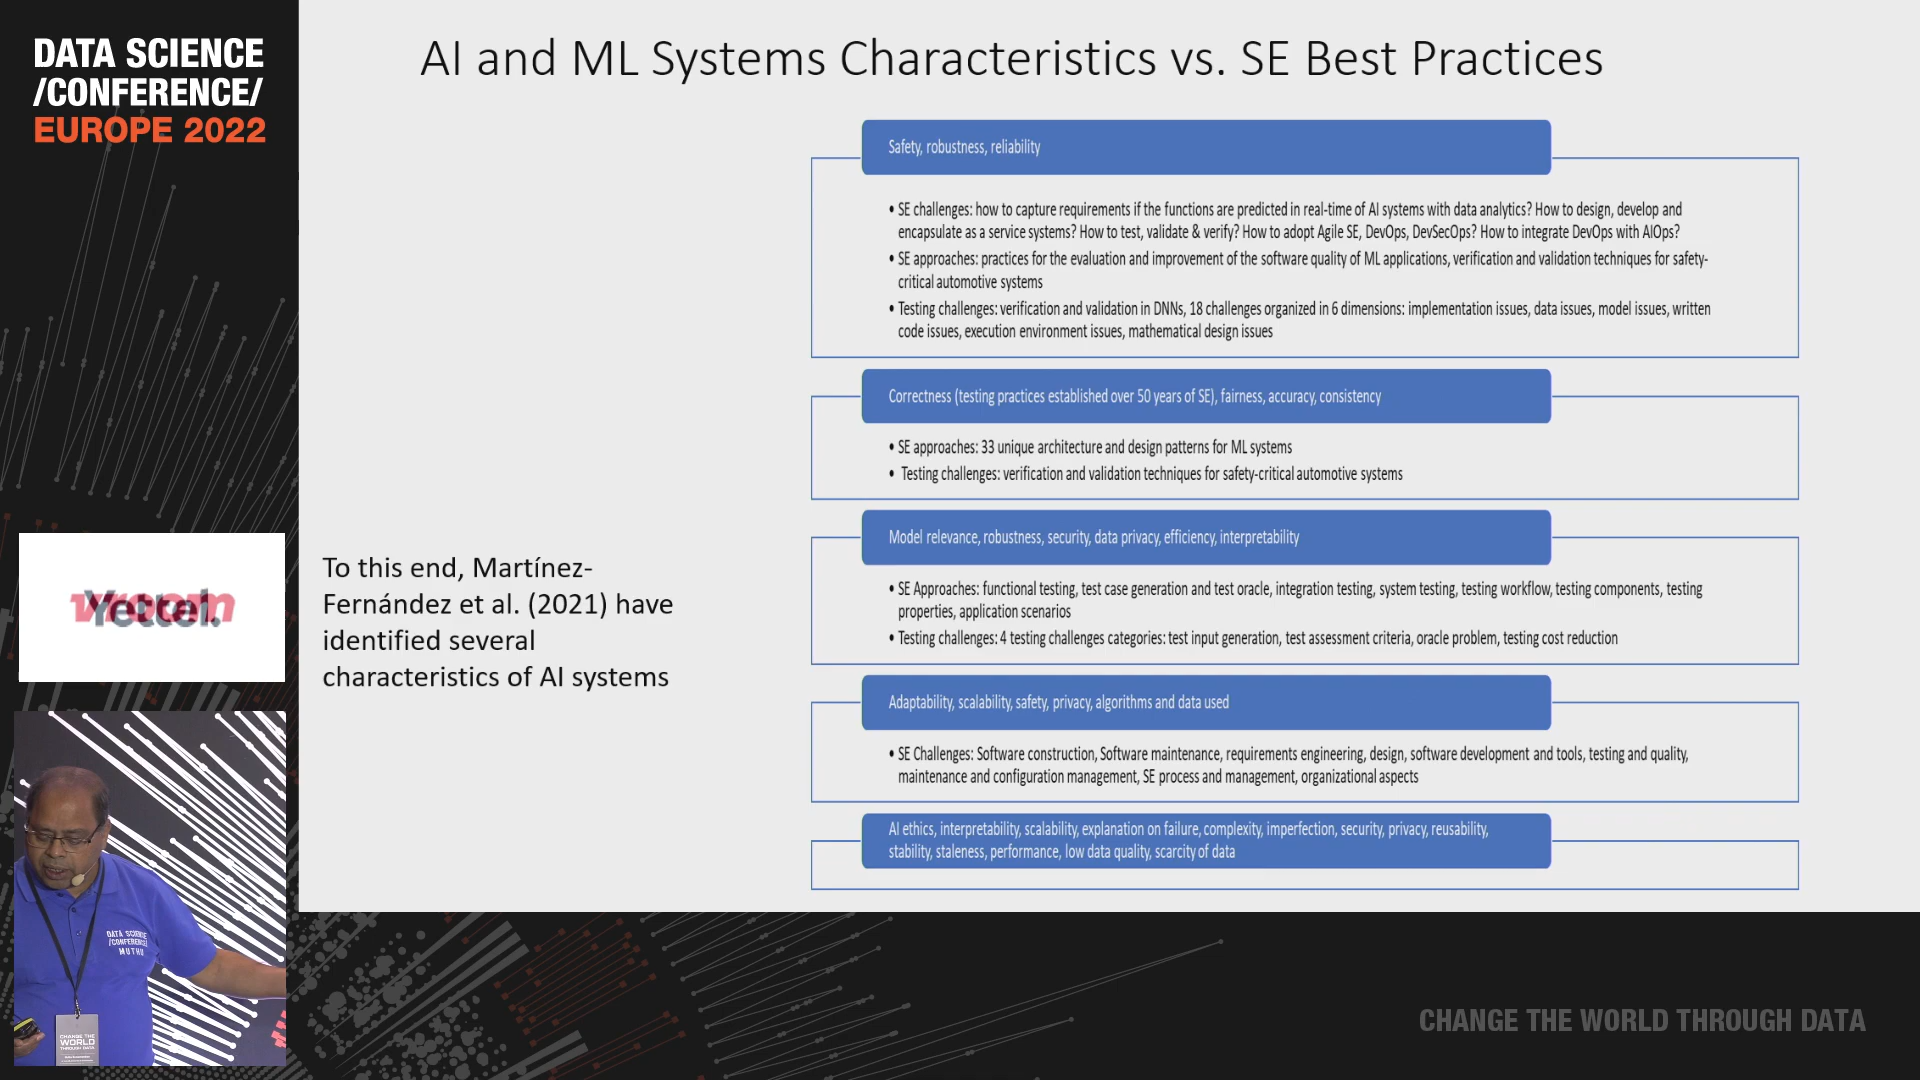 DATA SCIENCE
/CONFERENCE/
EUROPE 2022
AI and ML Systems Characteristics vs. SE Best Practices
Safety, robustness, reliability
• SE challenges: how to capture requirements if the functions are predicted in real-time of AI systems with data analytics? How to design, develop and
encapsulate as a service systems? How to test, validate & verify? How to adopt Agile SE, DevOps, DevSecOps? How to integrate DevOps with AIOps?
• SE approaches: practices for the evaluation and improvement of the software quality of ML applications, verification and validation techniques for safety-
critical automotive systems
• Testing challenges: verification and validation in DNNs, 18 challenges organized in 6 dimensions: implementation issues, data issues, model issues, written
code issues, execution environment issues, mathematical design issues
Correctness (testing practices established over 50 years of SE), fairness, accuracy, consistency
• SE approaches: 33 unique architecture and design patterns for ML systems
• Testing challenges: verification and validation techniques for safety-critical automotive systems
Model relevance, robustness, security, data privacy, efficiency, interpretability
• SE Approaches: functional testing, test case generation and test oracle, integration testing, system testing, testing workflow, testing components, testing
properties, application scenarios
• Testing challenges: 4 testing challenges categories: test input generation, test assessment criteria, oracle problem, testing cost reduction
Adaptability, scalability, safety, privacy, algorithms and data used
• SE Challenges: Software construction, Software maintenance, requirements engineering, design, software development and tools, testing and quality,
maintenance and configuration management, SE process and management, organizational aspects
AI ethics, interpretability, scalability, explanation on failure, complexity, imperfection, security, privacy, reusability,
stability, staleness, performance, low data quality, scarcity of data
To this end, Martínez-
Fernández et al. (2021) have
identified several
characteristics of AI systems
vroom
Yettel.
DATA SCIENCE
/CONFERENCE/
MUTHU
CHANGE THE
WORLD
THROUGH DATA
CHANGE THE WORLD THROUGH DATA